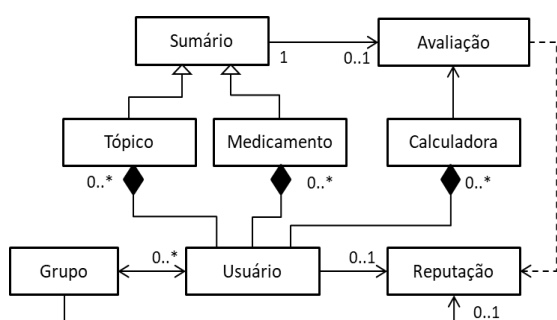 Sumário
1
0..1
Avaliação
Tópico
Medicamento
Calculadora
0..*
0..*
0..*
Grupo
0..*
Usuário
0..1
Reputação
0..1